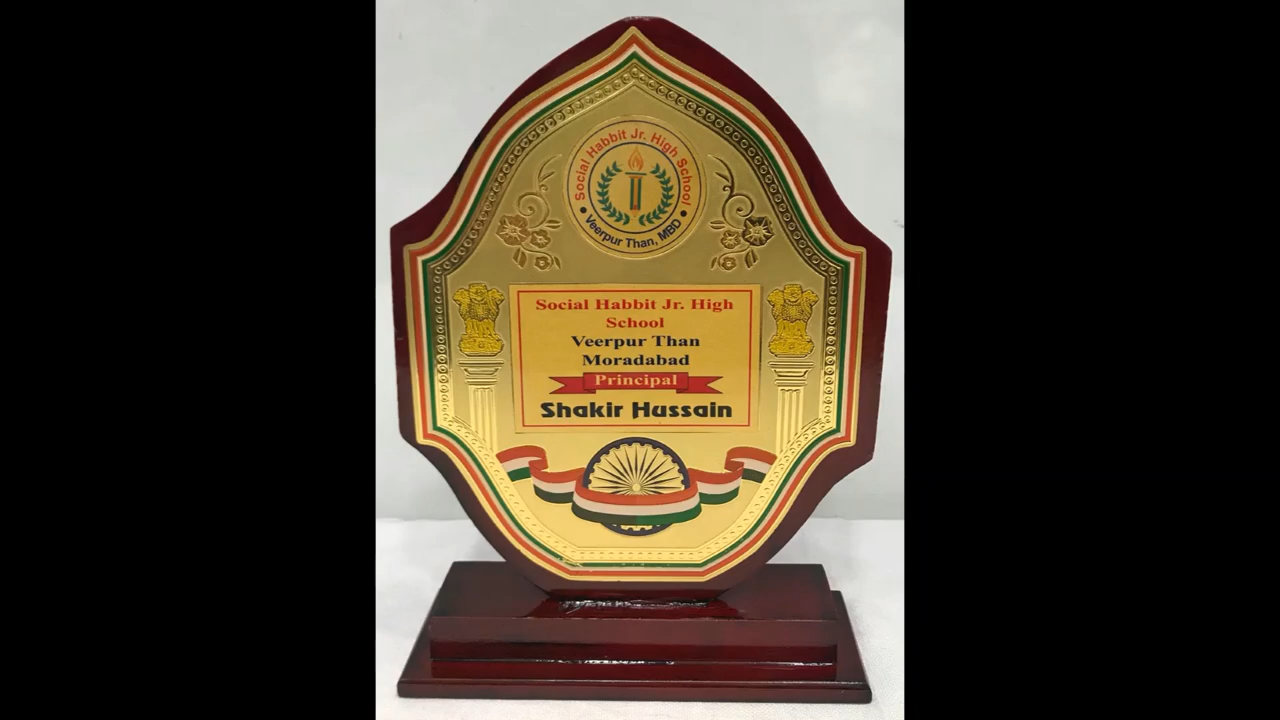 Social Habbit Jr. High School
Veerpur Than, MBD
Social Habbit Jr. High
School
Veerpur Than
Moradabad
Principal
Shakir Hussain